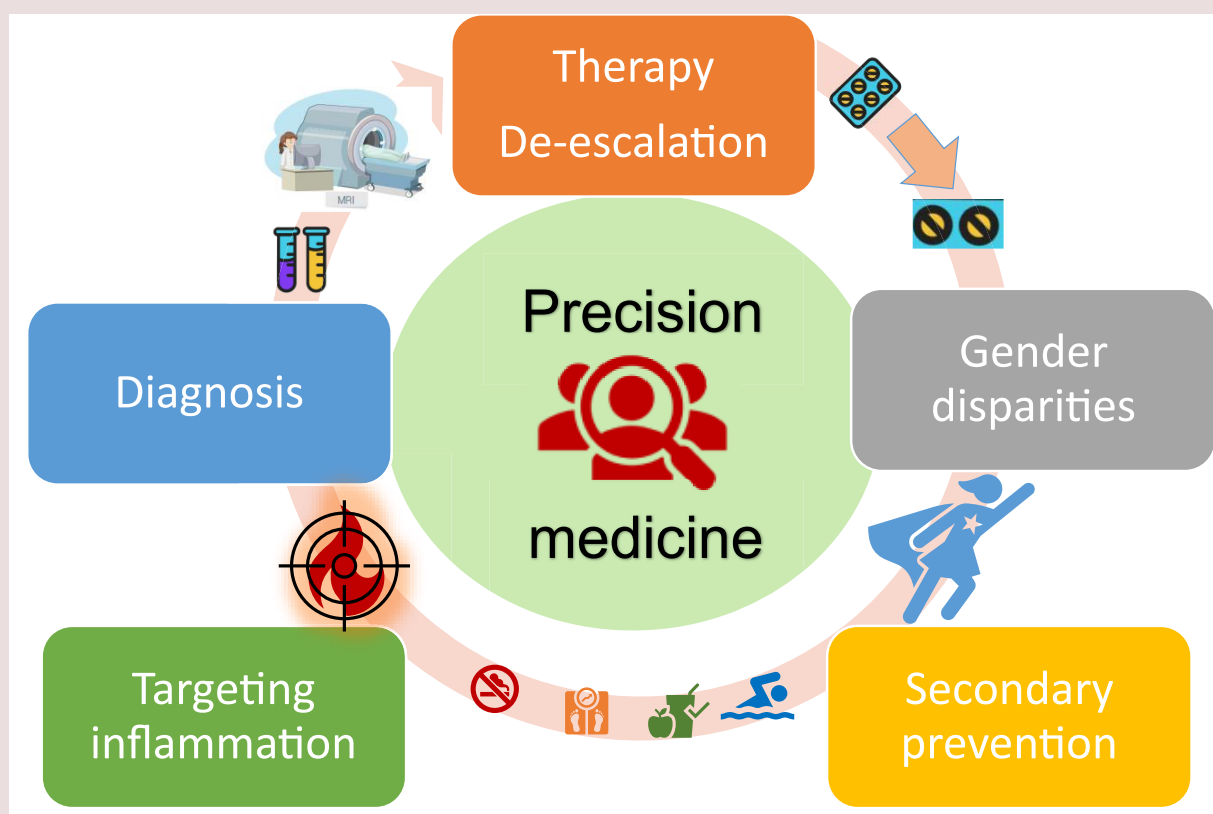 Therapy
De-escalation
MRI
Precision
medicine
Diagnosis
Gender
disparities
Targeting
inflammation
Secondary
prevention